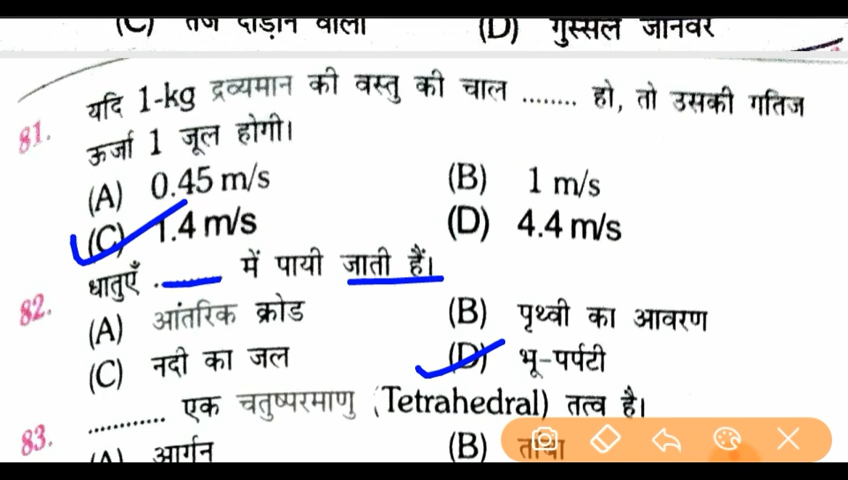 (C) तेज दौड़ने वाला (D) गुस्सैल जानवर
81. यदि 1-kg द्रव्यमान की वस्तु की चाल ........ हो, तो उसकी गतिज
ऊर्जा 1 जूल होगी।
(A) 0.45 m/s (B) 1 m/s
(C) 1.4 m/s (D) 4.4 m/s
82. धातुएँ ........ में पायी जाती हैं।
(A) आंतरिक क्रोड (B) पृथ्वी का आवरण
(C) नदी का जल (D) भू-पर्पटी
83. ............ एक चतुष्परमाणु (Tetrahedral) तत्व है।
(A) आर्गन (B) तांबा